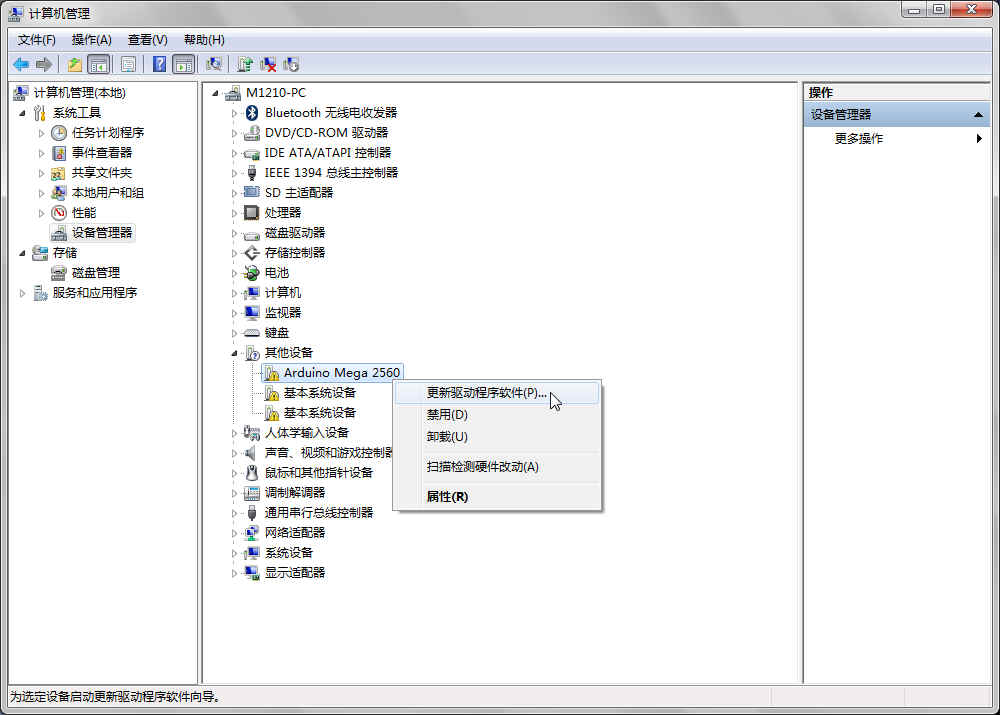 计算机管理
文件(F) 操作(A) 查看(V) 帮助(H)
计算机管理(本地)
系统工具
任务计划程序
事件查看器
共享文件夹
本地用户和组
性能
设备管理器
存储
磁盘管理
服务和应用程序
M1210-PC
Bluetooth 无线电收发器
DVD/CD-ROM 驱动器
IDE ATA/ATAPI 控制器
IEEE 1394 总线主控制器
SD 主适配器
处理器
磁盘驱动器
存储控制器
电池
计算机
监视器
键盘
其他设备
Arduino Mega 2560
基本系统设备
基本系统设备
人体学输入设备
声音、视频和游戏控制器
鼠标和其他指针设备
调制解调器
通用串行总线控制器
网络适配器
系统设备
显示适配器
更新驱动程序软件(P)...
禁用(D)
卸载(U)
扫描检测硬件改动(A)
属性(R)
操作
设备管理器
更多操作
为选定设备启动更新驱动程序软件向导。